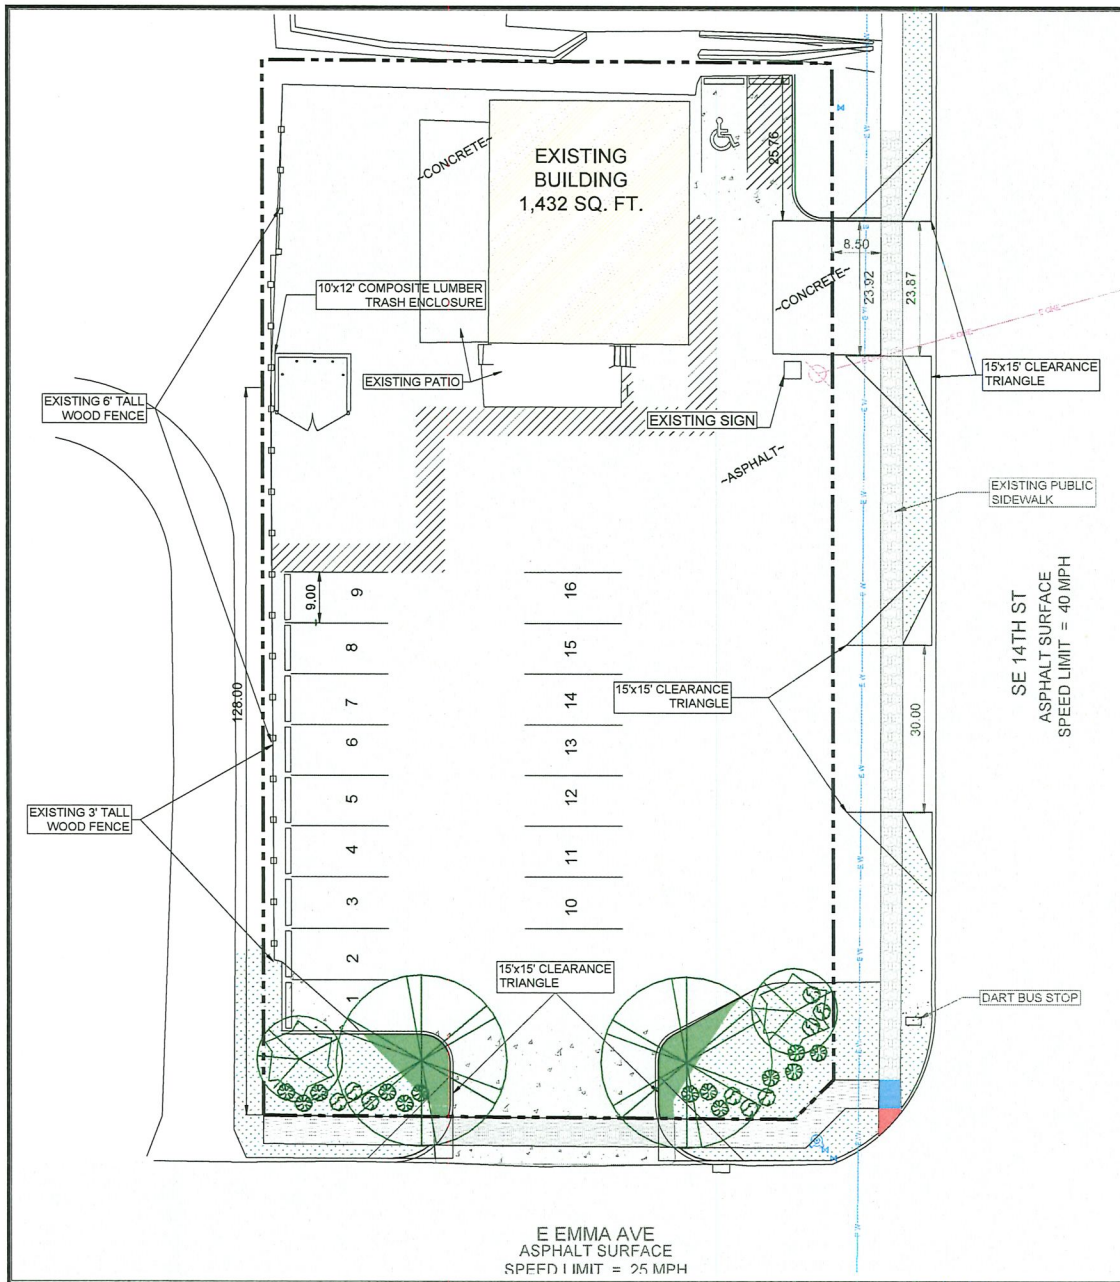 EXISTING
BUILDING
1,432 SQ. FT.
~CONCRETE~
25.76
8.50
~CONCRETE~
23.92
23.87
10'x12' COMPOSITE LUMBER
TRASH ENCLOSURE
EXISTING PATIO
EXISTING 6' TALL
WOOD FENCE
15'x15' CLEARANCE
TRIANGLE
EXISTING SIGN
~ASPHALT~
EXISTING PUBLIC
SIDEWALK
SE 14TH ST
ASPHALT SURFACE
SPEED LIMIT = 40 MPH
9.00
9
16
8
15
7
14
6
13
5
12
4
11
3
10
2
1
128.00
15'x15' CLEARANCE
TRIANGLE
30.00
EXISTING 3' TALL
WOOD FENCE
15'x15' CLEARANCE
TRIANGLE
DART BUS STOP
E EMMA AVE
ASPHALT SURFACE
SPEED LIMIT = 25 MPH